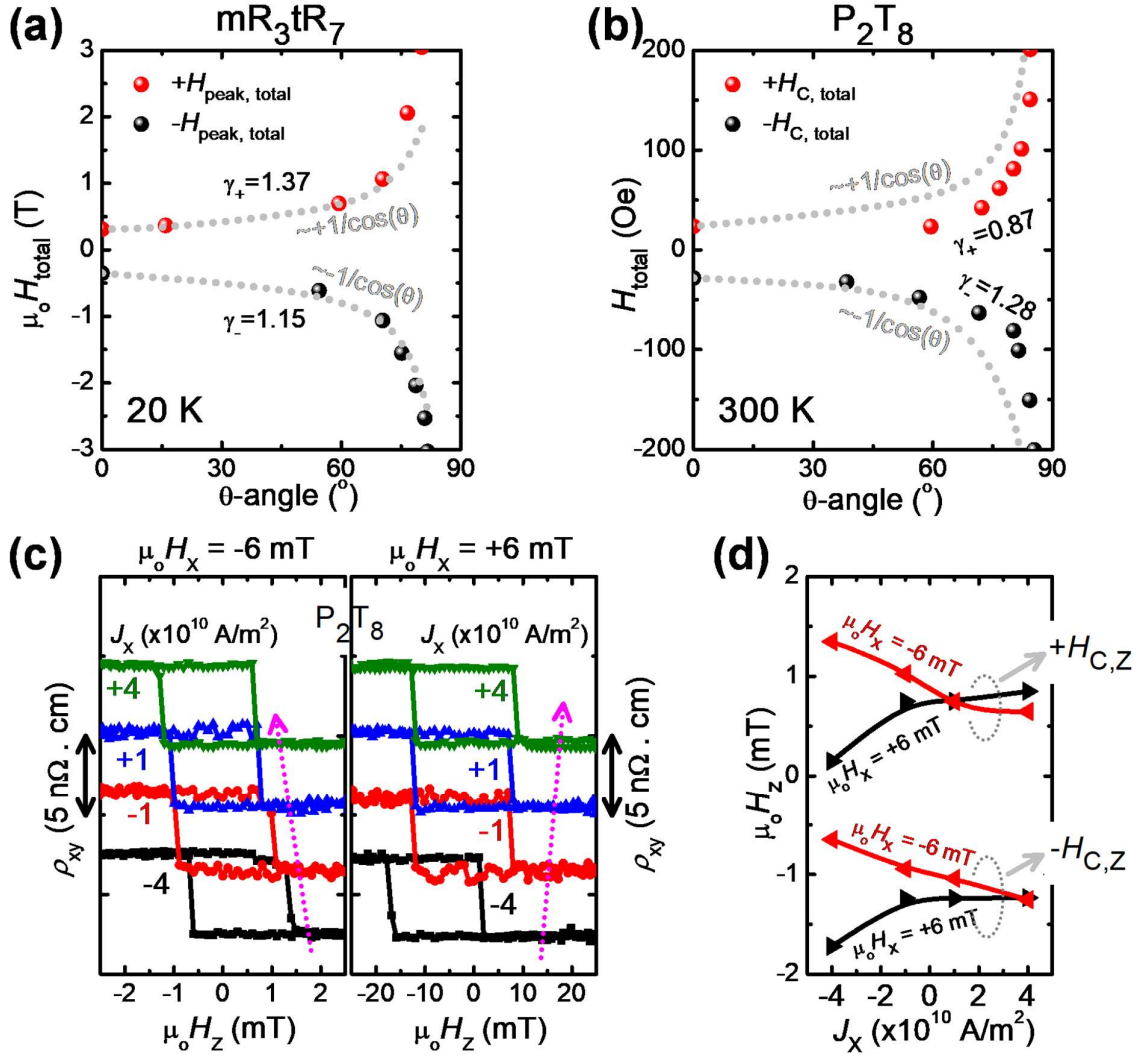 (a)
mR3tR7
3
2
1
0
-1
-2
-3
μoHtotal (T)
+Hpeak, total
-Hpeak, total
γ+=1.37
~+1/cos(θ)
~-1/cos(θ)
γ-=1.15
20 K
0
30
60
90
θ-angle (°)
(b)
P2T8
200
100
0
-100
-200
Htotal (Oe)
+HC, total
-HC, total
~+1/cos(θ)
γ+=0.87
γ-=1.28
~-1/cos(θ)
300 K
0
30
60
90
θ-angle (°)
(c)
μoHx = -6 mT
μoHx = +6 mT
P2T8
Jx (x10^10 A/m²)
Jx (x10^10 A/m²)
+4
+1
-1
-4
+4
+1
-1
-4
ρxy (5 nΩ . cm)
ρxy (5 nΩ . cm)
-2
-1
0
1
2
-20
-10
0
10
20
μoHz (mT)
μoHz (mT)
(d)
2
1
0
-1
-2
μoHz (mT)
μoHx = -6 mT
+HC,Z
μoHx = +6 mT
μoHx = -6 mT
-HC,Z
μoHx = +6 mT
-4
-2
0
2
4
Jx (x10^10 A/m²)